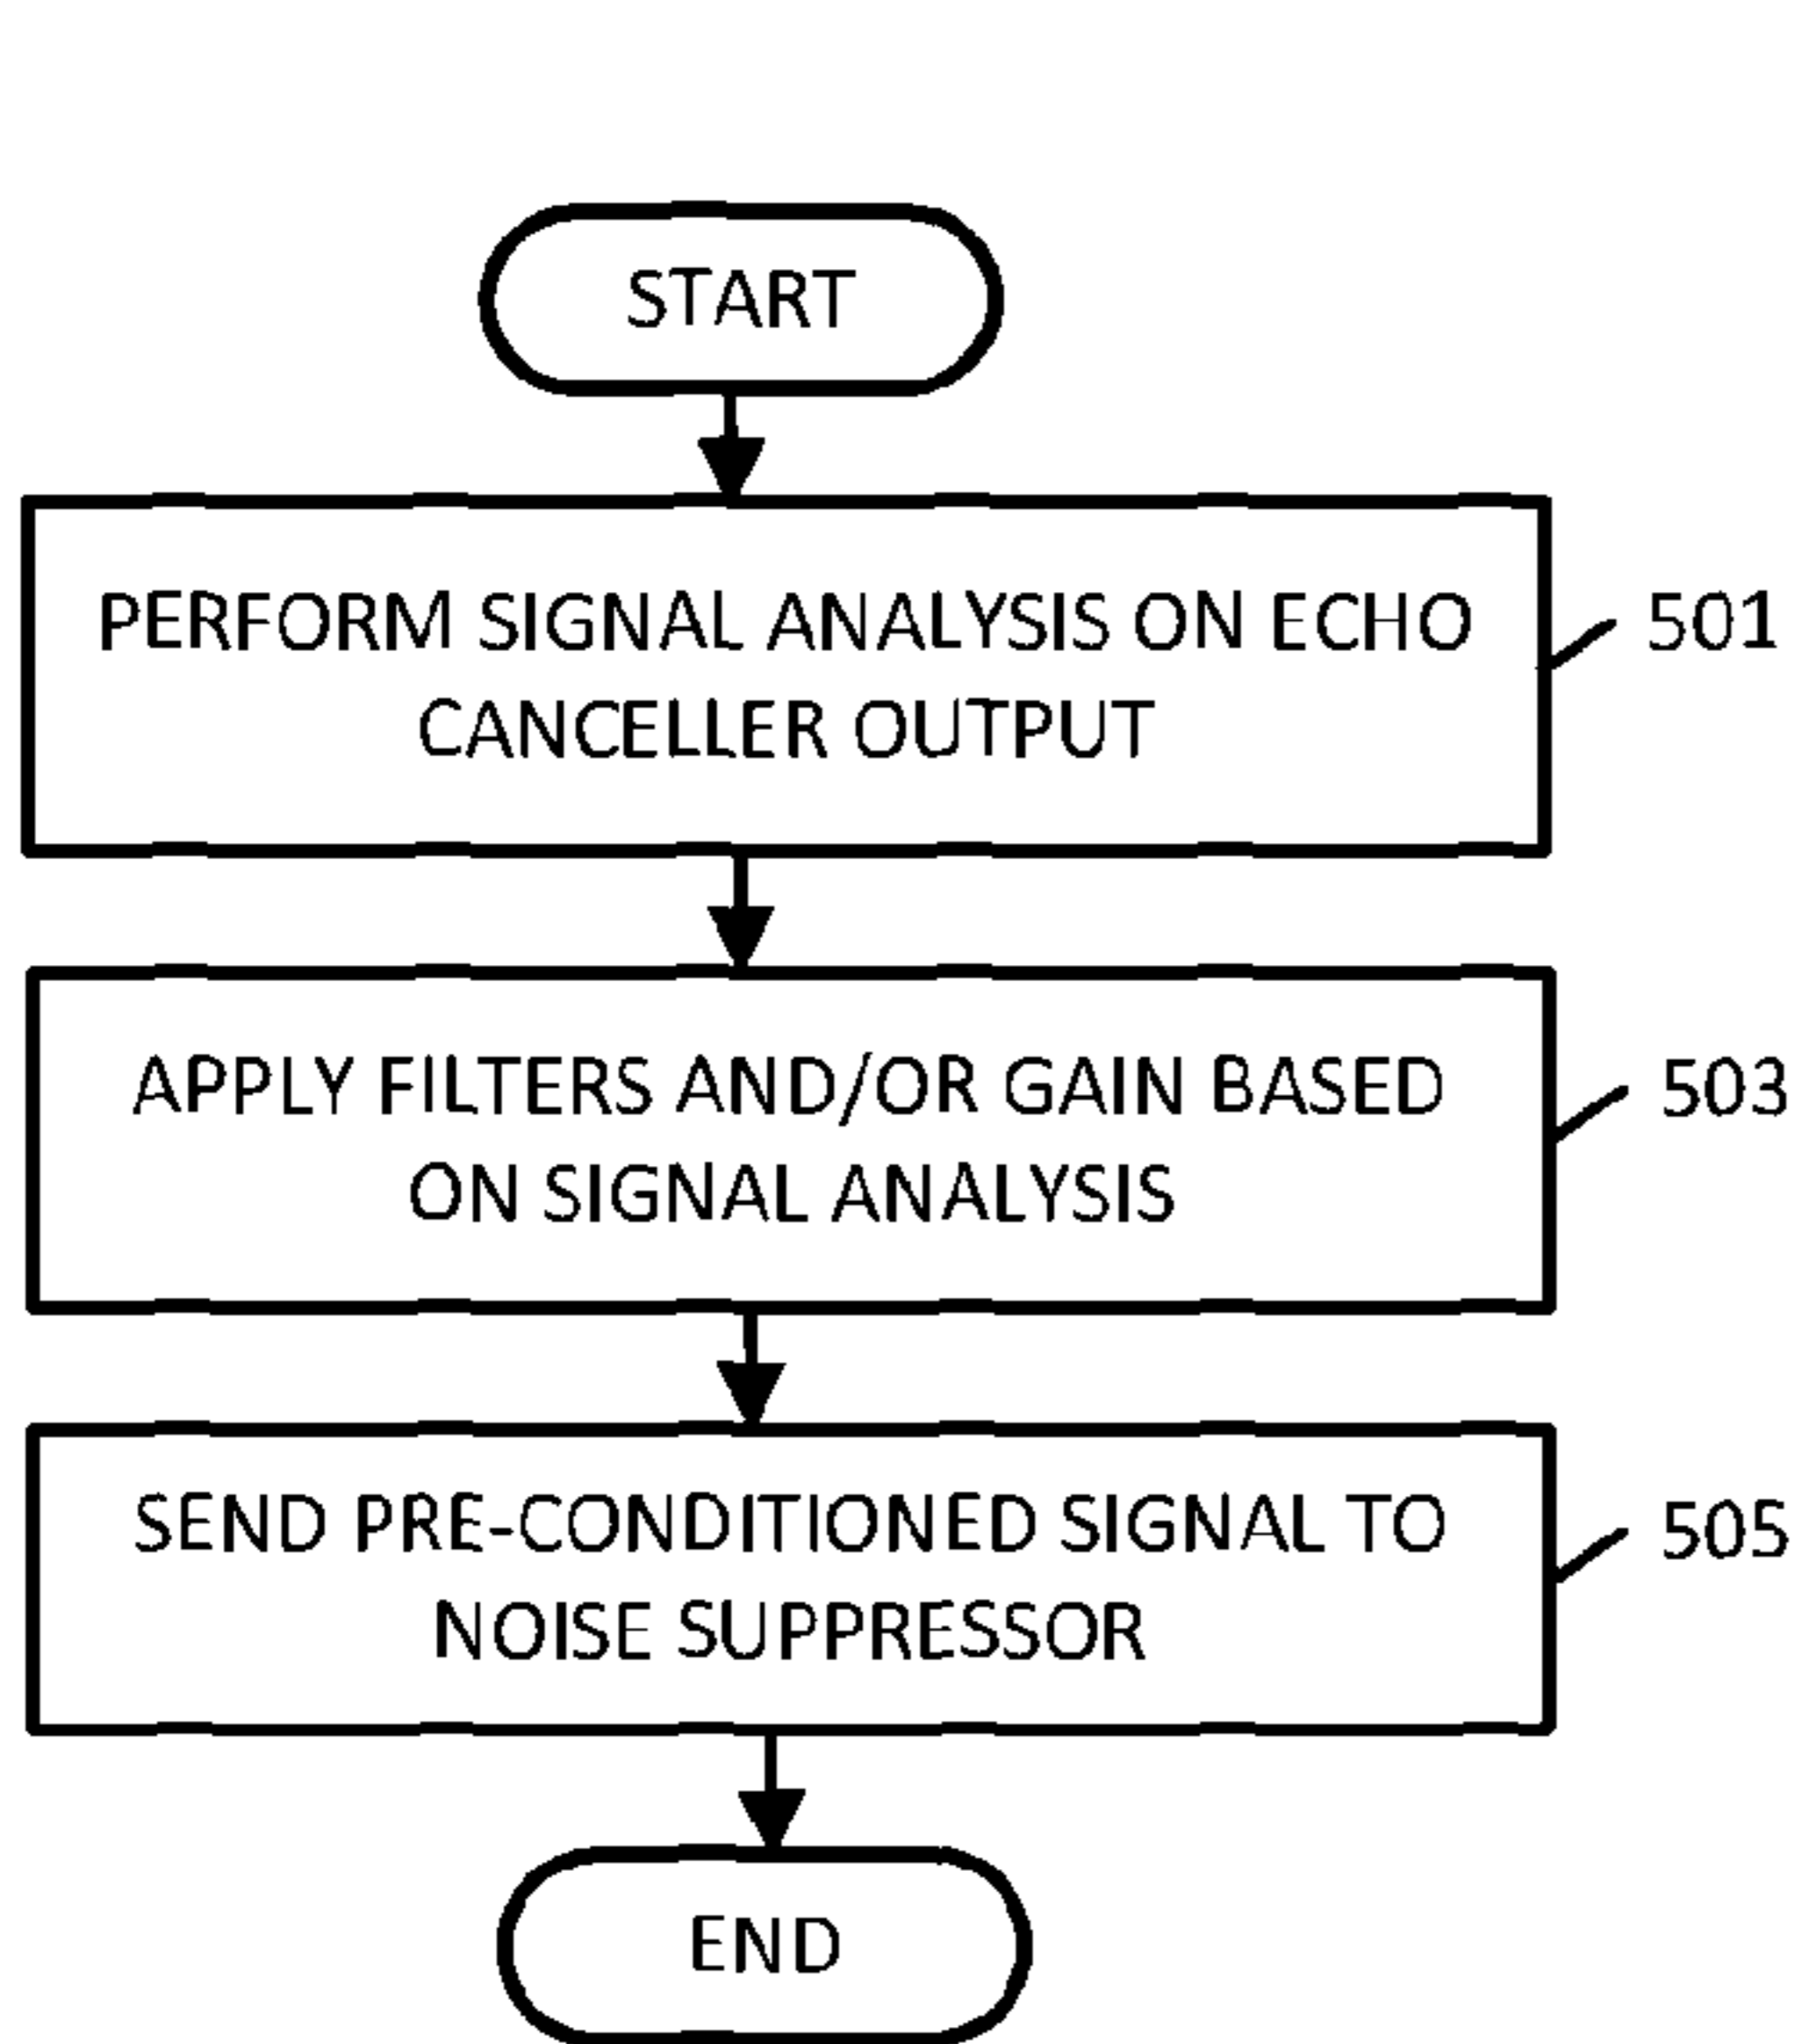 START
PERFORM SIGNAL ANALYSIS ON ECHO
CANCELLER OUTPUT
501
APPLY FILTERS AND/OR GAIN BASED
ON SIGNAL ANALYSIS
503
SEND PRE-CONDITIONED SIGNAL TO
NOISE SUPPRESSOR
505
END